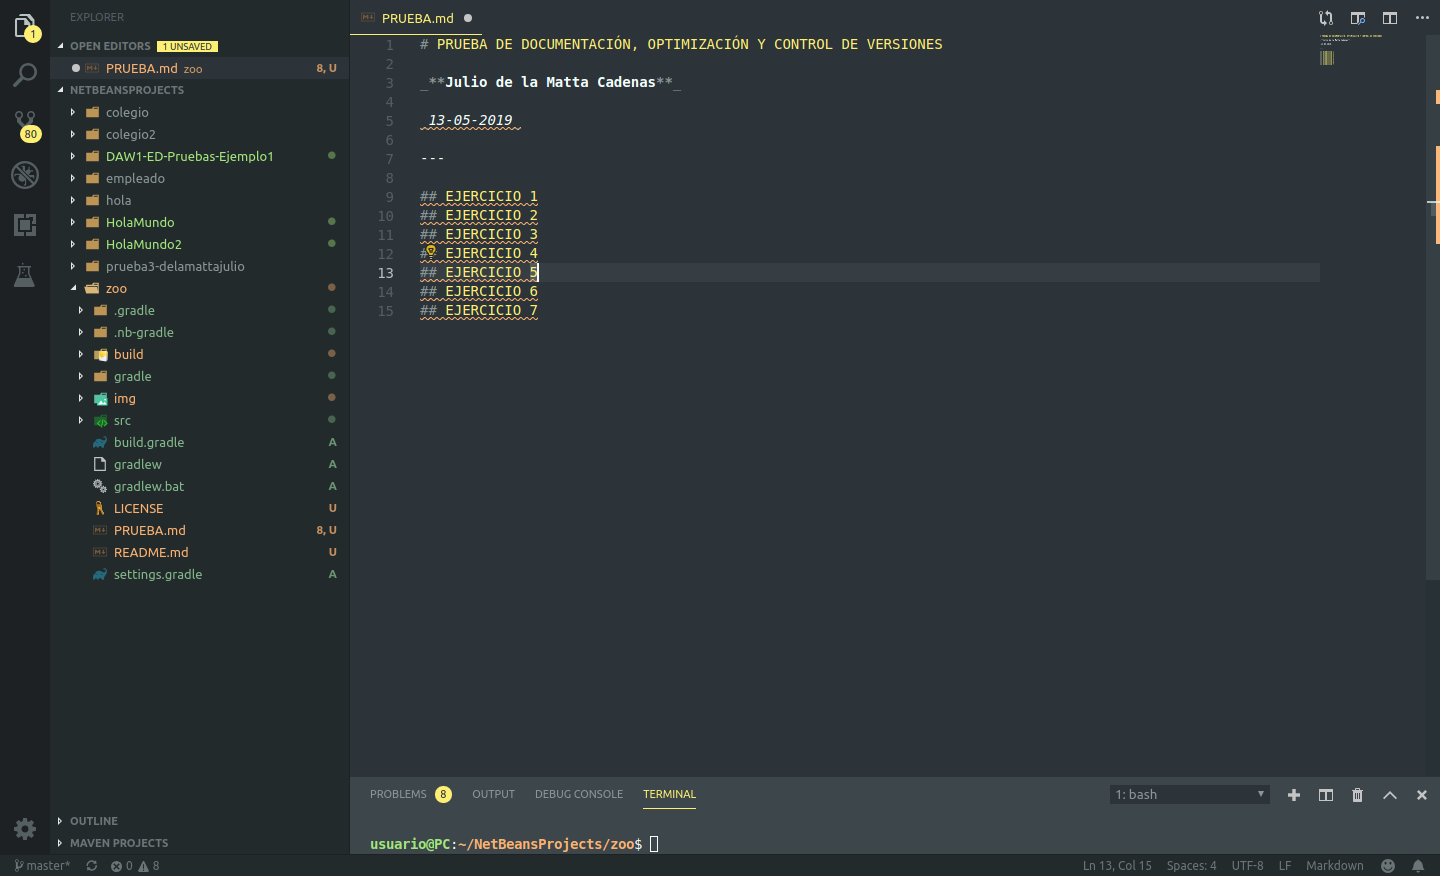 EXPLORER
1
OPEN EDITORS 1 UNSAVED
PRUEBA.md zoo 8, U
NETBEANSPROJECTS
colegio
colegio2
80
DAW1-ED-Pruebas-Ejemplo1
empleado
hola
HolaMundo
HolaMundo2
prueba3-delamattajulio
zoo
.gradle
.nb-gradle
build
gradle
img
src
build.gradle A
gradlew A
gradlew.bat A
LICENSE U
PRUEBA.md 8, U
README.md U
settings.gradle A
OUTLINE
MAVEN PROJECTS
PRUEBA.md
1 # PRUEBA DE DOCUMENTACIÓN, OPTIMIZACIÓN Y CONTROL DE VERSIONES
2
3 _**Julio de la Matta Cadenas**_
4
5 _13-05-2019_
6
7 ---
8
9 ## EJERCICIO 1
10 ## EJERCICIO 2
11 ## EJERCICIO 3
12 ## EJERCICIO 4
13 ## EJERCICIO 5
14 ## EJERCICIO 6
15 ## EJERCICIO 7
PROBLEMS 8 OUTPUT DEBUG CONSOLE TERMINAL 1: bash
usuario@PC:~/NetBeansProjects/zoo$
master* 0 8 Ln 13, Col 15 Spaces: 4 UTF-8 LF Markdown